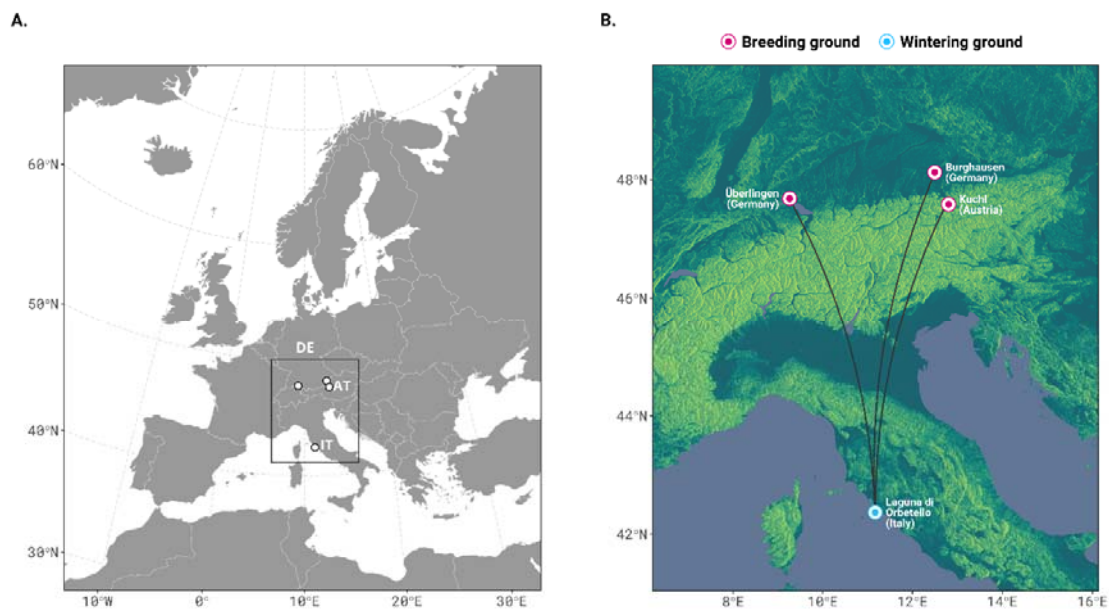 A.
60°N
50°N
40°N
30°N
10°W
0°
10°E
20°E
30°E
DE
AT
IT
B.
Breeding ground
Wintering ground
48°N
46°N
44°N
42°N
8°E
10°E
12°E
14°E
16°E
Überlingen
(Germany)
Burghausen
(Germany)
Kuchl
(Austria)
Laguna di
Orbetello
(Italy)